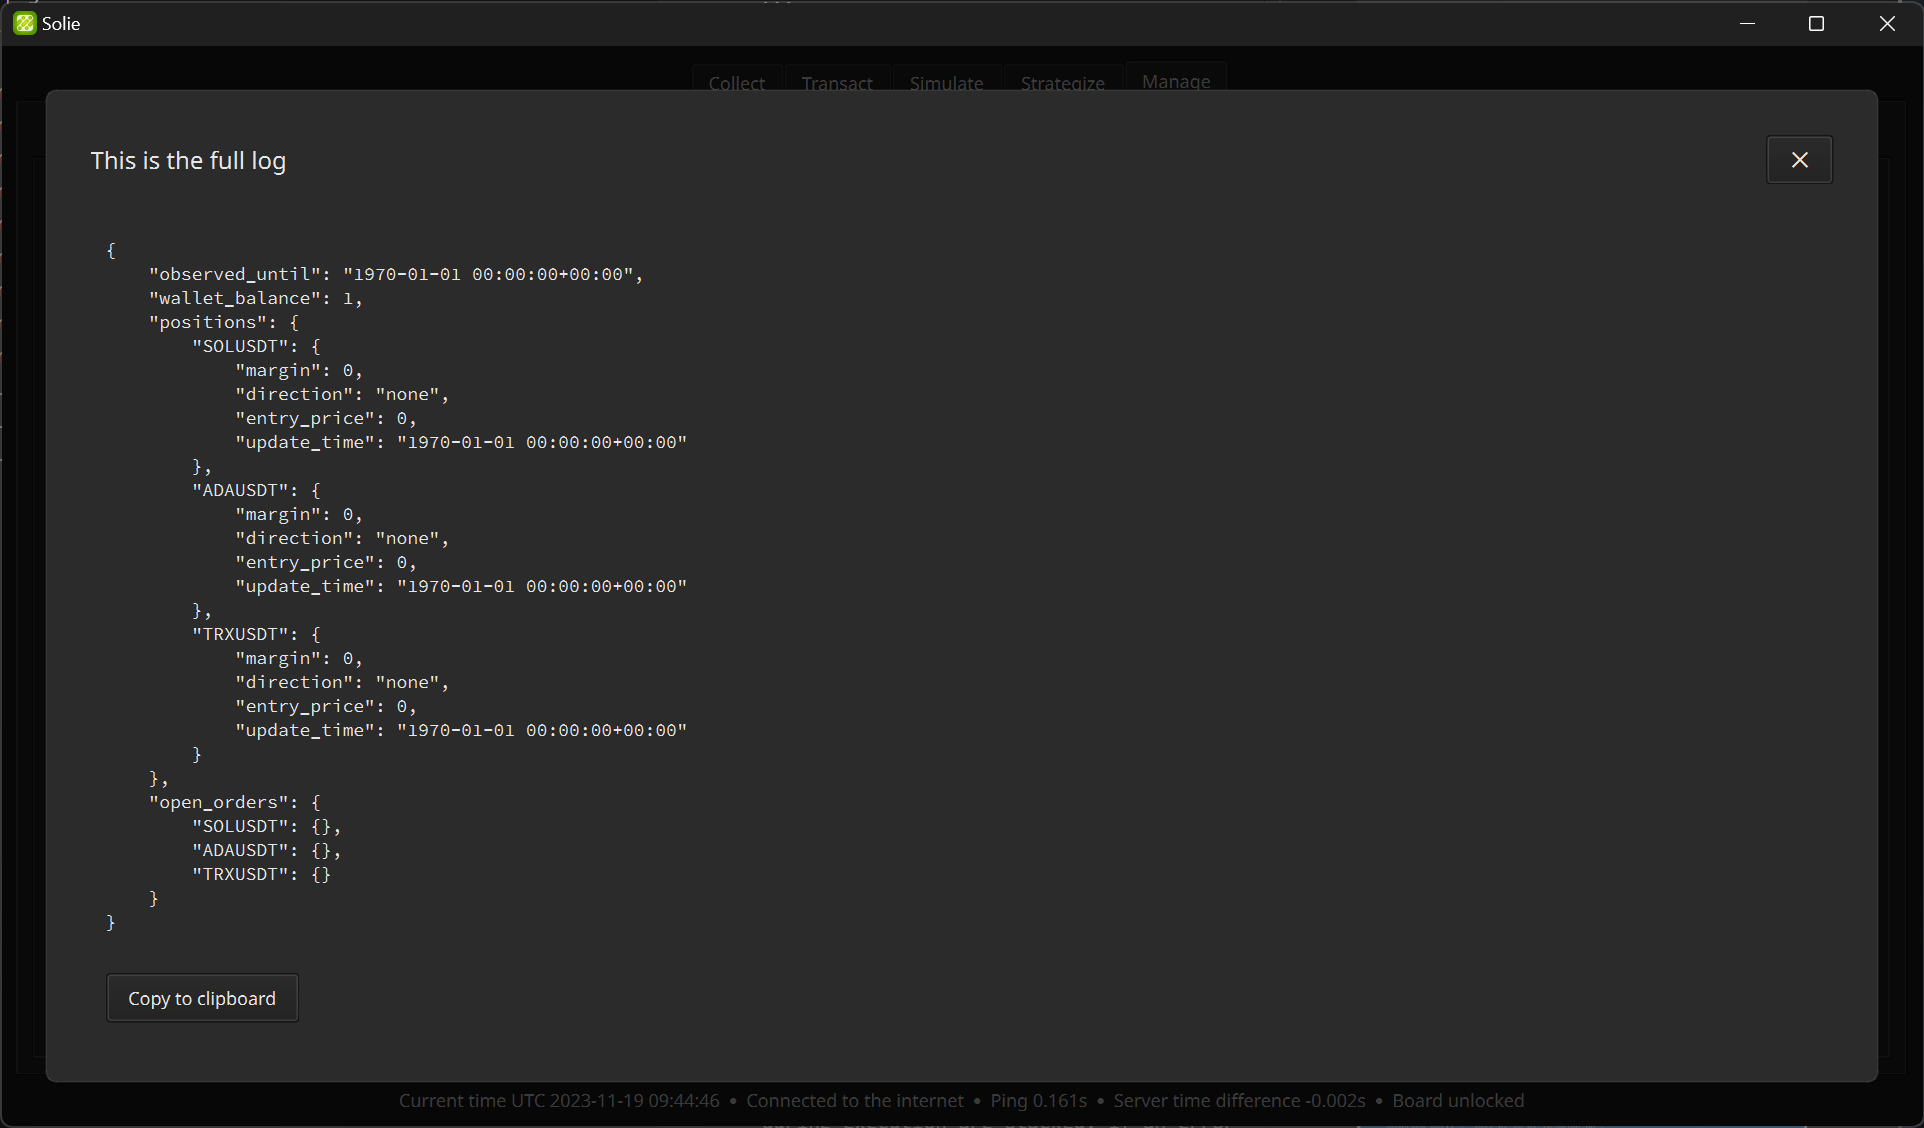 Solie
Collect Transact Simulate Strategize Manage
This is the full log
{
    "observed_until": "1970-01-01 00:00:00+00:00",
    "wallet_balance": 1,
    "positions": {
        "SOLUSDT": {
            "margin": 0,
            "direction": "none",
            "entry_price": 0,
            "update_time": "1970-01-01 00:00:00+00:00"
        },
        "ADAUSDT": {
            "margin": 0,
            "direction": "none",
            "entry_price": 0,
            "update_time": "1970-01-01 00:00:00+00:00"
        },
        "TRXUSDT": {
            "margin": 0,
            "direction": "none",
            "entry_price": 0,
            "update_time": "1970-01-01 00:00:00+00:00"
        }
    },
    "open_orders": {
        "SOLUSDT": {},
        "ADAUSDT": {},
        "TRXUSDT": {}
    }
}
Copy to clipboard
Current time UTC 2023-11-19 09:44:46 • Connected to the internet • Ping 0.161s • Server time difference -0.002s • Board unlocked